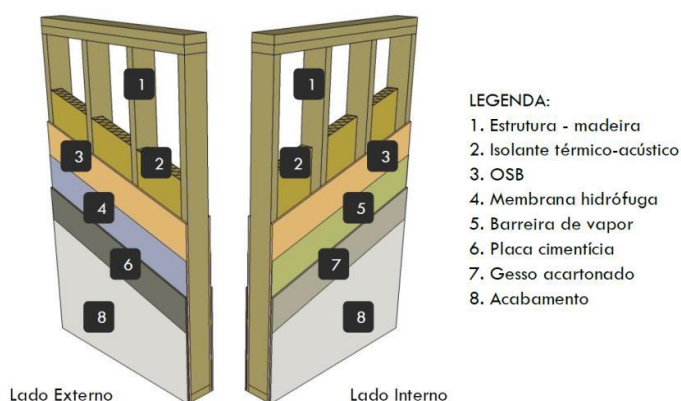 1
1
3
2
2
3
4
5
6
7
8
8
Lado Externo
Lado Interno
LEGENDA:
1. Estrutura - madeira
2. Isolante térmico-acústico
3. OSB
4. Membrana hidrófuga
5. Barreira de vapor
6. Placa cimentícia
7. Gesso acartonado
8. Acabamento